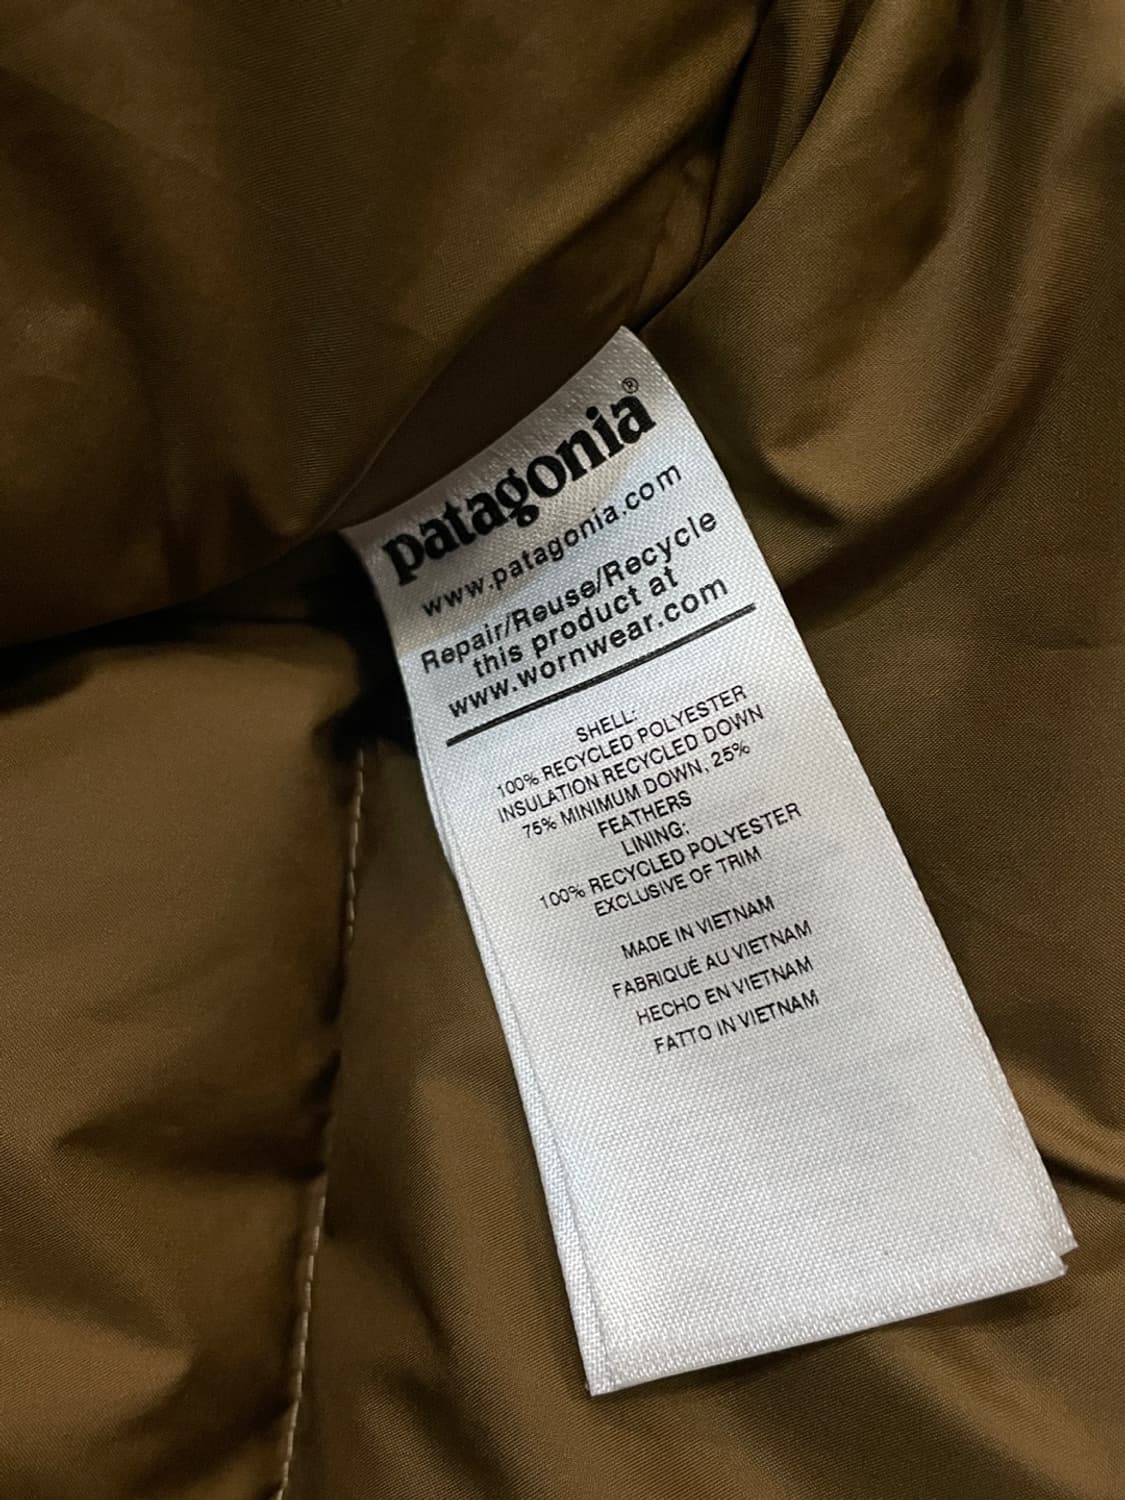 patagonia®
www.patagonia.com
Repair/Reuse/Recycle
this product at
www.wornwear.com
SHELL:
100% RECYCLED POLYESTER
INSULATION RECYCLED DOWN
75% MINIMUM DOWN, 25%
FEATHERS
LINING:
100% RECYCLED POLYESTER
EXCLUSIVE OF TRIM
MADE IN VIETNAM
FABRIQUÉ AU VIETNAM
HECHO EN VIETNAM
FATTO IN VIETNAM